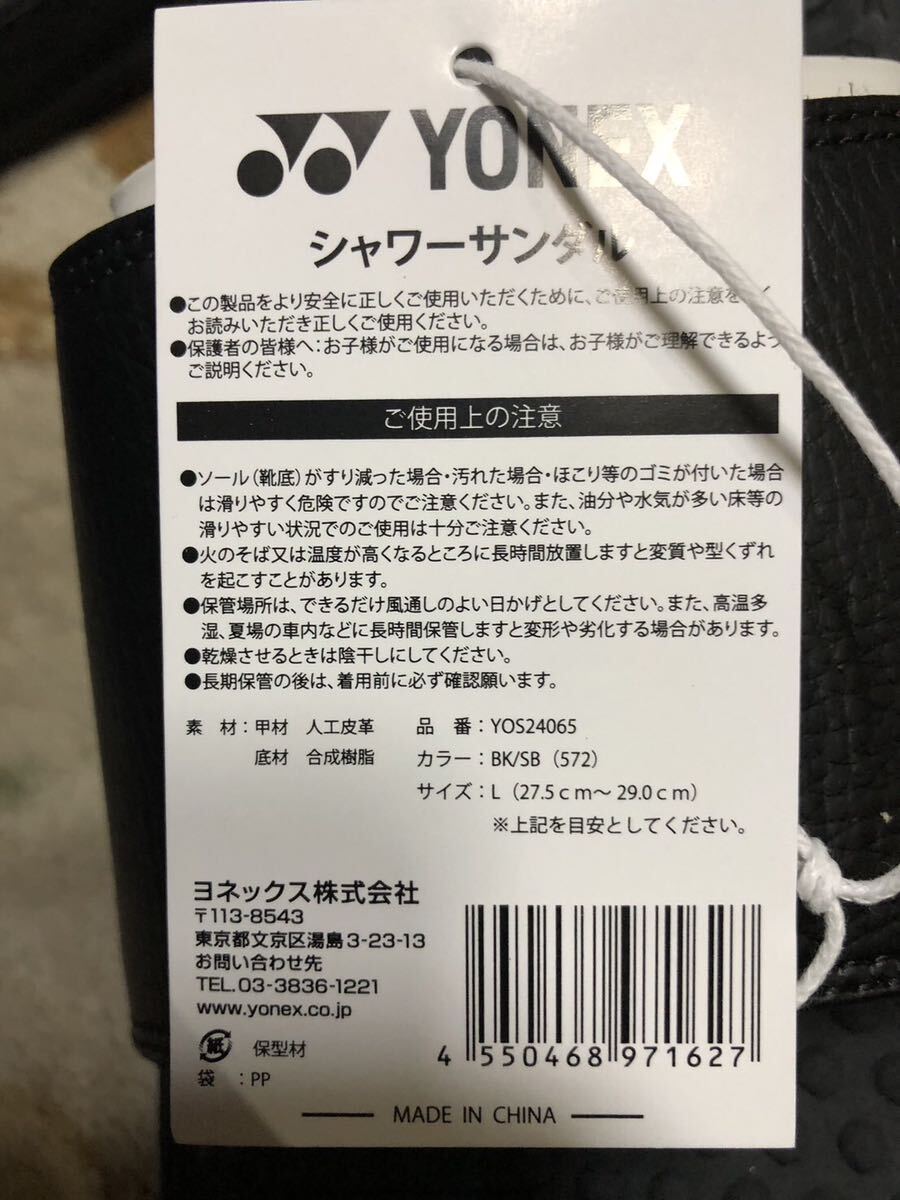 YONEX
シャワーサンダル
●この製品をより安全に正しくご使用いただくために、ご使用上の注意を く
お読みいただき正しくご使用ください。
●保護者の皆様へ：お子様がご使用になる場合は、お子様がご理解できるよう
ご説明ください。
ご使用上の注意
●ソール（靴底）がすり減った場合・汚れた場合・ほこり等のゴミが付いた場合
は滑りやすく危険ですのでご注意ください。また、油分や水気が多い床等の
滑りやすい状況でのご使用は十分ご注意ください。
●火のそば又は温度が高くなるところに長時間放置しますと変質や型くずれ
を起こすことがあります。
●保管場所は、できるだけ風通しのよい日かげとしてください。また、高温多
湿、夏場の車内などに長時間保管しますと変形や劣化する場合があります。
●乾燥させるときは陰干しにしてください。
●長期保管の後は、着用前に必ず確認願います。
素 材：甲材 人工皮革 品 番：YOS24065
底材 合成樹脂 カラー：BK/SB（572）
サイズ：L（27.5ｃｍ〜 29.0ｃｍ）
※上記を目安としてください。
ヨネックス株式会社
〒113-8543
東京都文京区湯島3-23-13
お問い合わせ先
TEL.03-3836-1221
www.yonex.co.jp
紙 保型材
袋 ：PP
4 550468 971627
MADE IN CHINA